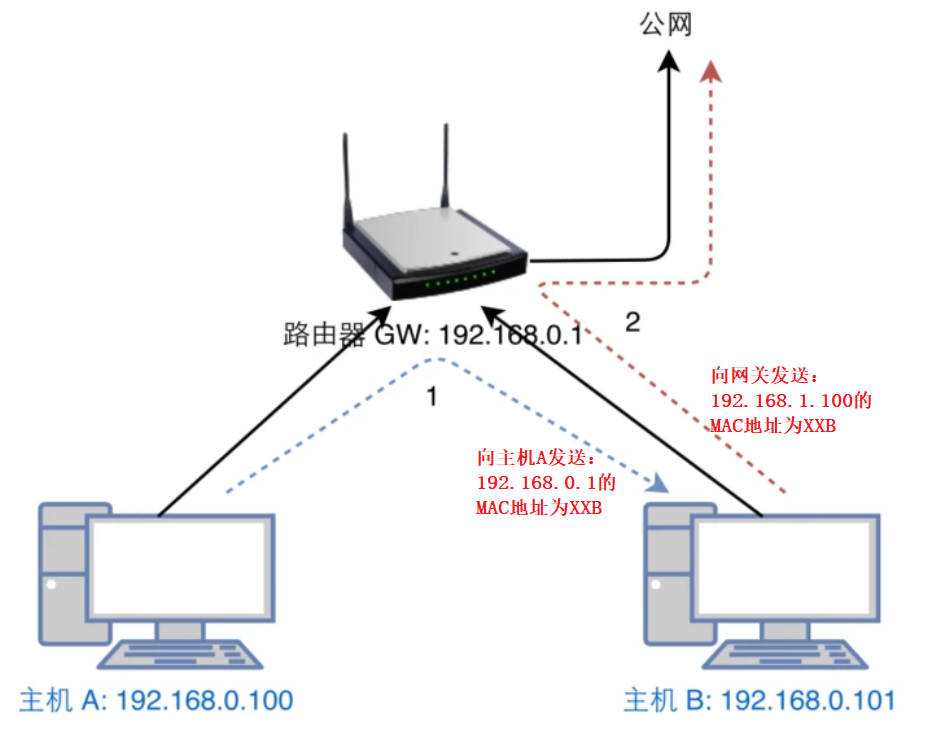 公网
路由器 GW: 192.168.0.1
2
1
向网关发送：
192.168.1.100的
MAC地址为XXB
向主机A发送：
192.168.0.1的
MAC地址为XXB
主机 A: 192.168.0.100
主机 B: 192.168.0.101